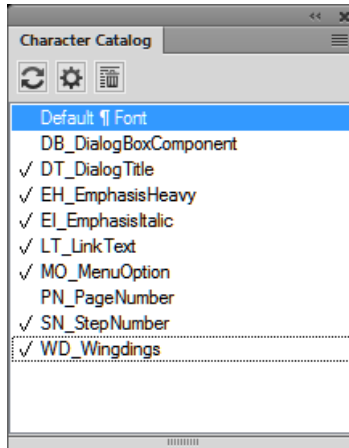 Character Catalog
Default ¶ Font
DB_DialogBoxComponent
✓ DT_DialogTitle
✓ EH_EmphasisHeavy
✓ EI_EmphasisItalic
✓ LT_LinkText
✓ MO_MenuOption
PN_PageNumber
✓ SN_StepNumber
✓ WD_Wingdings